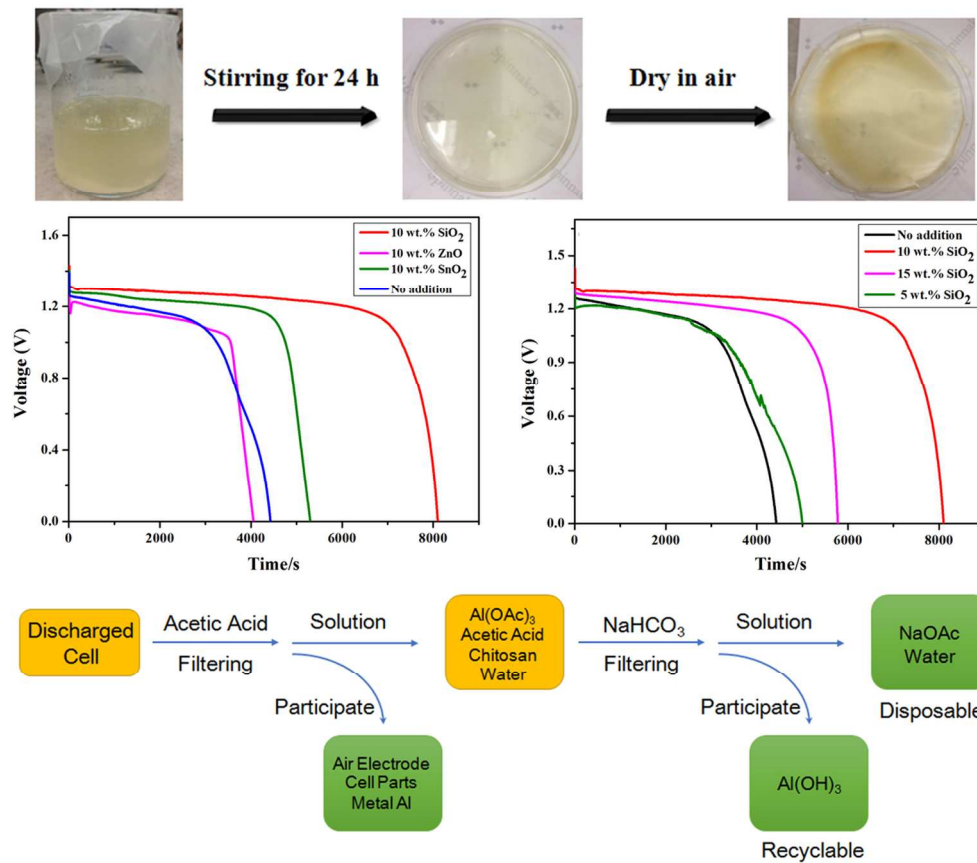 Stirring for 24 h
Dry in air
Spinmaker
1.6
1.2
0.8
0.4
0.0
Voltage (V)
10 wt.% SiO₂
10 wt.% ZnO
10 wt.% SnO₂
No addition
0
2000
4000
6000
8000
Time/s
1.5
1.2
0.9
0.6
0.3
0.0
Voltage (V)
No addition
10 wt.% SiO₂
15 wt.% SiO₂
5 wt.% SiO₂
0
2000
4000
6000
8000
Time/s
Discharged
Cell
Acetic Acid
Filtering
Solution
Participate
Air Electrode
Cell Parts
Metal Al
Al(OAc)₃
Acetic Acid
Chitosan
Water
NaHCO₃
Filtering
Solution
Participate
Al(OH)₃
Recyclable
NaOAc
Water
Disposable